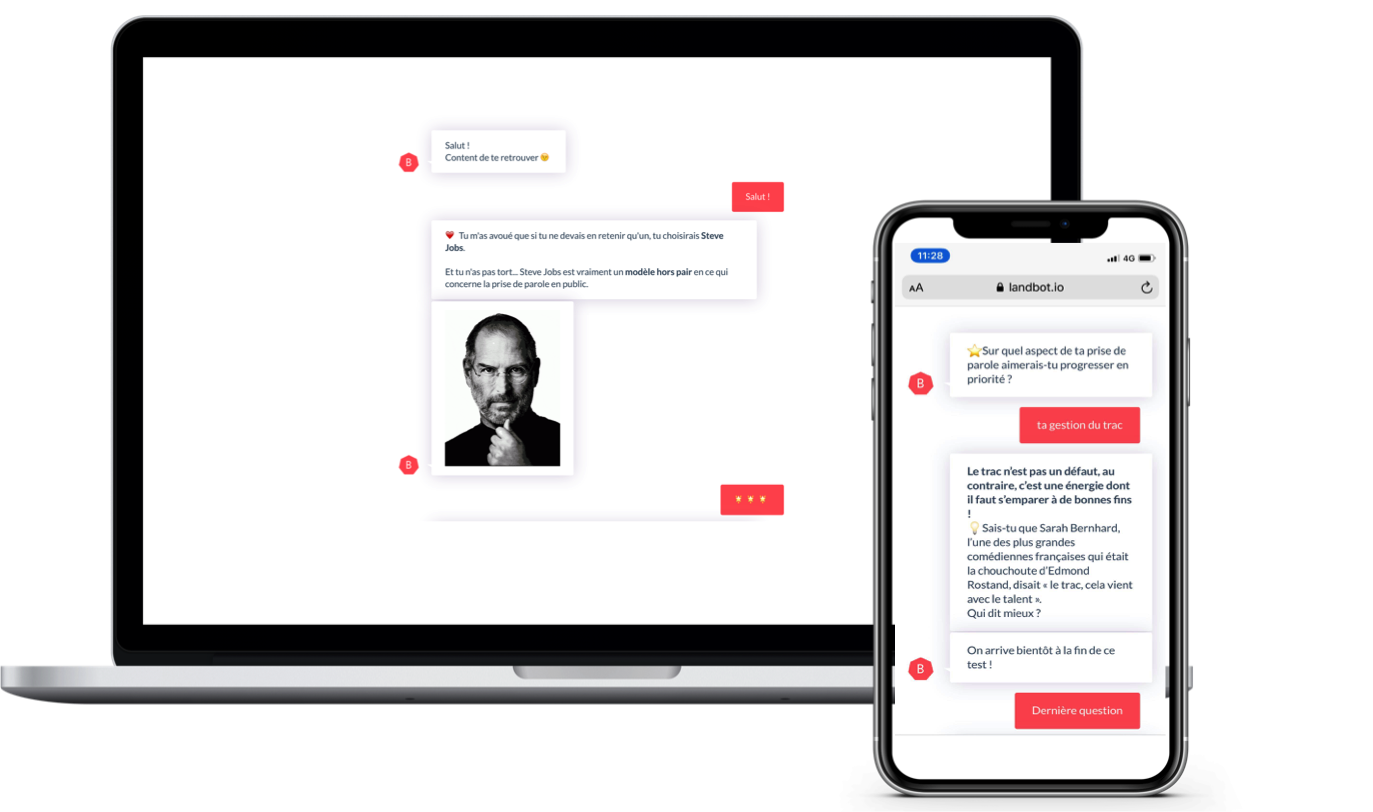 Salut !
Content de te retrouver 😊
B
Salut !
❤️ Tu m'as avoué que si tu ne devais en retenir qu'un, tu choisirais Steve
Jobs.
Et tu n'as pas tort... Steve Jobs est vraiment un modèle hors pair en ce qui
concerne la prise de parole en public.
B
11:28
4G
AA
landbot.io
⭐Sur quel aspect de ta prise de
parole aimerais-tu progresser en
priorité ?
B
ta gestion du trac
Le trac n'est pas un défaut, au
contraire, c'est une énergie dont
il faut s'emparer à de bonnes fins
!
💡 Sais-tu que Sarah Bernhard,
l'une des plus grandes
comédiennes françaises qui était
la chouchoute d'Edmond
Rostand, disait « le trac, cela vient
avec le talent ».
Qui dit mieux ?
On arrive bientôt à la fin de ce
test !
B
Dernière question